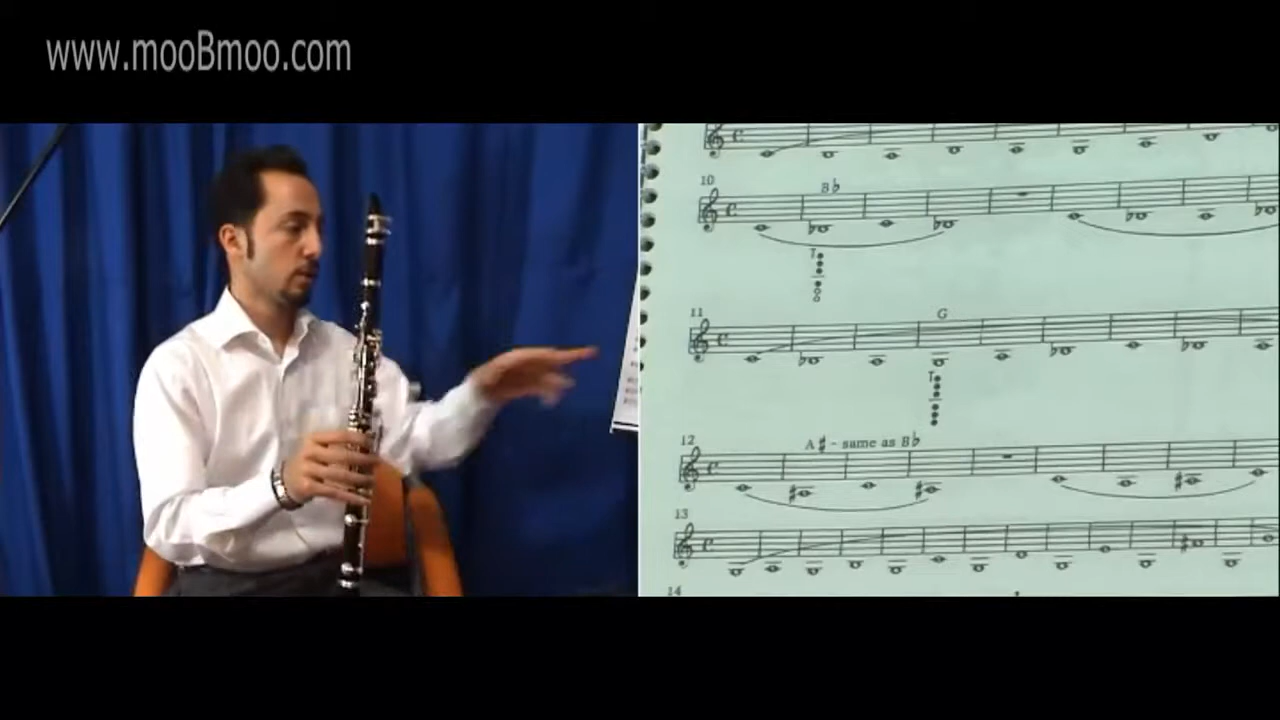 www.mooBmoo.com
10
B♭
T
11
G
T
12
A♯ - same as B♭
13
14